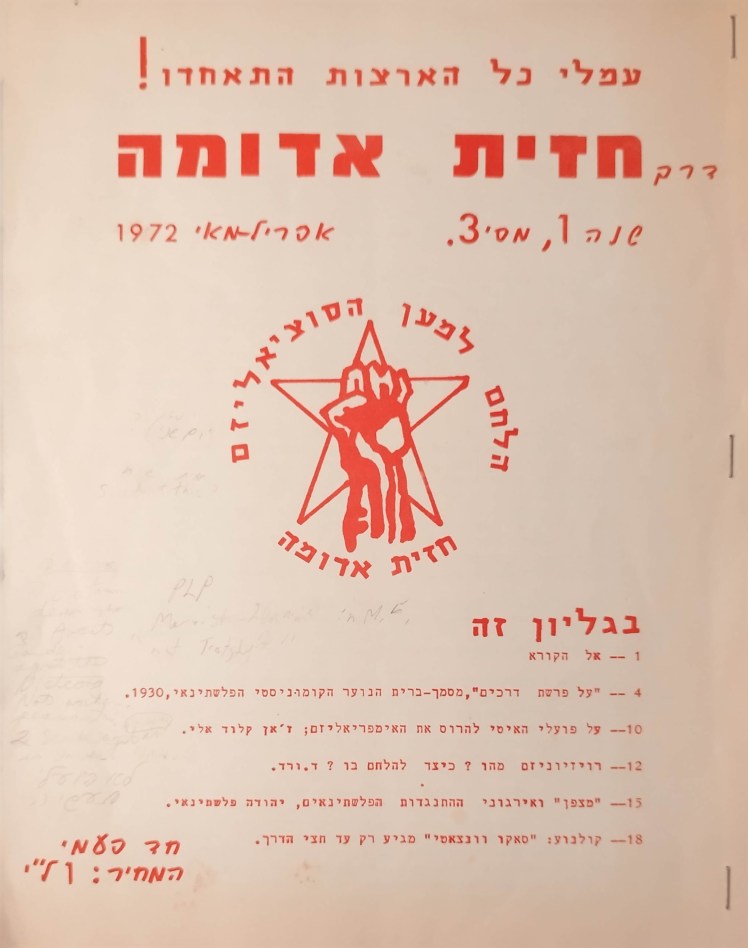 עמלי כל הארצות התאחדו!
דרך חזית אדומה
שנה 1, מס׳ 3.
אפריל-מאי 1972
הלחם למען הסוציאליזם
חזית אדומה
PLP
בגליון זה
1 -- אל הקורא
4 -- "על פרשת דרכים", מסמך-ברית הנוער הקומוניסטי הפלשתינאי, 1930.
10-- על פועלי האיטי להרוס את האימפריאליזם; ז'אן קלוד אלי.
12-- רויזיוניזם מהו ? כיצד להלחם בו ? ד.ורד.
15-- "מצפן" ואירגוני ההתנגדות הפלשתינאים, יהודה פלשתינאי.
18-- קולנוע: "סאקו וונצאטי" מגיע רק עד חצי הדרך.
חד פעמי
המחיר: 1 ל"י